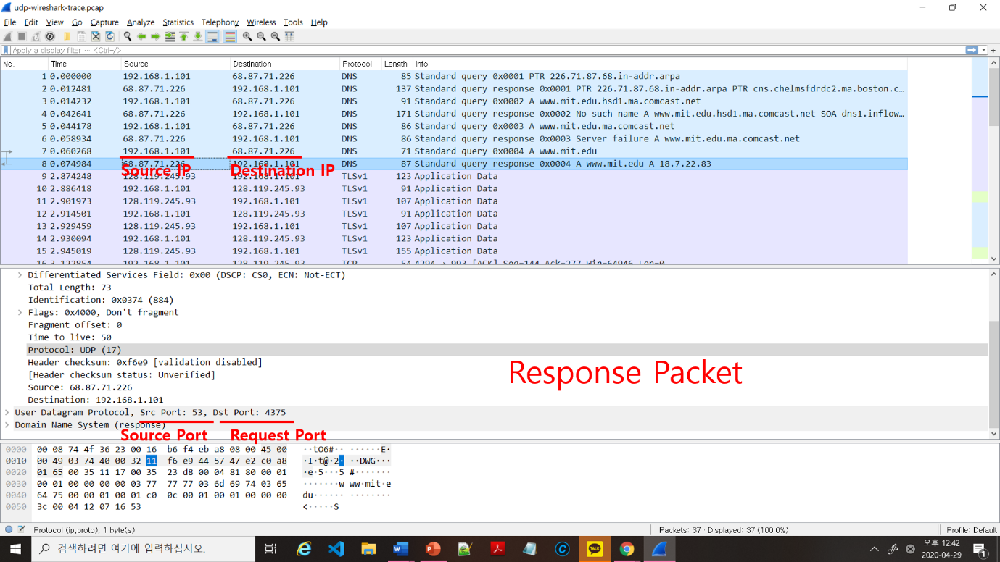 udp-wireshark-trace.pcap
File Edit View Go Capture Analyze Statistics Telephony Wireless Tools Help
Apply a display filter ··· <Ctrl-/>
No. Time Source Destination Protocol Length Info
1 0.000000 192.168.1.101 68.87.71.226 DNS 85 Standard query 0x0001 PTR 226.71.87.68.in-addr.arpa
2 0.012481 68.87.71.226 192.168.1.101 DNS 137 Standard query response 0x0001 PTR 226.71.87.68.in-addr.arpa PTR cns.chelmsfdrdc2.ma.boston.c…
3 0.014232 192.168.1.101 68.87.71.226 DNS 91 Standard query 0x0002 A www.mit.edu.hsd1.ma.comcast.net
4 0.042641 68.87.71.226 192.168.1.101 DNS 171 Standard query response 0x0002 No such name A www.mit.edu.hsd1.ma.comcast.net SOA dns1.inflow…
5 0.044178 192.168.1.101 68.87.71.226 DNS 86 Standard query 0x0003 A www.mit.edu.ma.comcast.net
6 0.058934 68.87.71.226 192.168.1.101 DNS 86 Standard query response 0x0003 Server failure A www.mit.edu.ma.comcast.net
7 0.060268 192.168.1.101 68.87.71.226 DNS 71 Standard query 0x0004 A www.mit.edu
8 0.074984 68.87.71.226 192.168.1.101 DNS 87 Standard query response 0x0004 A www.mit.edu A 18.7.22.83
Source IP Destination IP
9 2.874248 128.119.245.93 192.168.1.101 TLSv1 123 Application Data
10 2.886418 192.168.1.101 128.119.245.93 TLSv1 91 Application Data
11 2.901973 128.119.245.93 192.168.1.101 TLSv1 107 Application Data
12 2.914501 192.168.1.101 128.119.245.93 TLSv1 91 Application Data
13 2.929459 128.119.245.93 192.168.1.101 TLSv1 107 Application Data
14 2.930094 192.168.1.101 128.119.245.93 TLSv1 123 Application Data
15 2.945019 128.119.245.93 192.168.1.101 TLSv1 155 Application Data
16 3.122854 192.168.1.101 128.119.245.93 TCP 54 4294 → 993 [ACK] Seq=144 Ack=277 Win=64946 Len=0
Differentiated Services Field: 0x00 (DSCP: CS0, ECN: Not-ECT)
Total Length: 73
Identification: 0x0374 (884)
Flags: 0x4000, Don't fragment
Fragment offset: 0
Time to live: 50
Protocol: UDP (17)
Header checksum: 0xf6e9 [validation disabled]
[Header checksum status: Unverified]
Source: 68.87.71.226
Destination: 192.168.1.101
Response Packet
User Datagram Protocol, Src Port: 53, Dst Port: 4375
Domain Name System (response)
Source Port Request Port
0000 00 08 74 4f 36 23 00 16 b6 f4 eb a8 08 00 45 00 ··tO6#·· ······E·
0010 00 49 03 74 40 00 32 11 f6 e9 44 57 47 e2 c0 a8 ·I·t@·2· ··DWG···
0020 01 65 00 35 11 17 00 35 23 d8 00 04 81 80 00 01 ·e·5···5 #·······
0030 00 01 00 00 00 00 03 77 77 77 03 6d 69 74 03 65 ·······w ww·mit·e
0040 64 75 00 00 01 00 01 c0 0c 00 01 00 01 00 00 00 du······ ········
0050 3c 00 04 12 07 16 53 <·····S
Protocol (ip,proto), 1 byte(s) Packets: 37 · Displayed: 37 (100,0%) Profile: Default
검색하려면 여기에 입력하십시오.
TALK
오후 12:42
2020-04-29
1